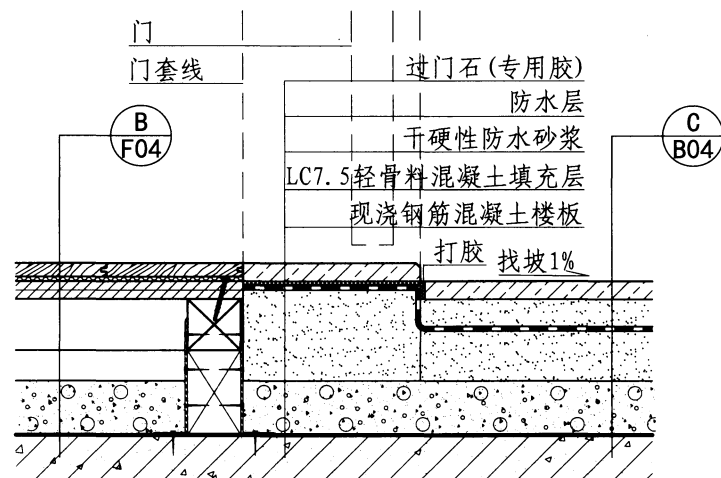 门
门套线
过门石(专用胶)
防水层
干硬性防水砂浆
LC7.5轻骨料混凝土填充层
现浇钢筋混凝土楼板
打胶
找坡1%
B
F04
C
B04